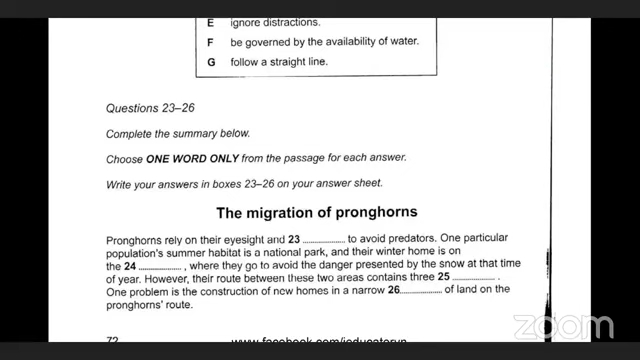 E ignore distractions.
F be governed by the availability of water.
G follow a straight line.
Questions 23–26
Complete the summary below.
Choose ONE WORD ONLY from the passage for each answer.
Write your answers in boxes 23–26 on your answer sheet.
The migration of pronghorns
Pronghorns rely on their eyesight and 23 .................... to avoid predators. One particular
population's summer habitat is a national park, and their winter home is on
the 24 ...................., where they go to avoid the danger presented by the snow at that time
of year. However, their route between these two areas contains three 25 .....................
One problem is the construction of new homes in a narrow 26.................... of land on the
pronghorns' route.
72
www.facebook.com/ieducatorvn
zoom